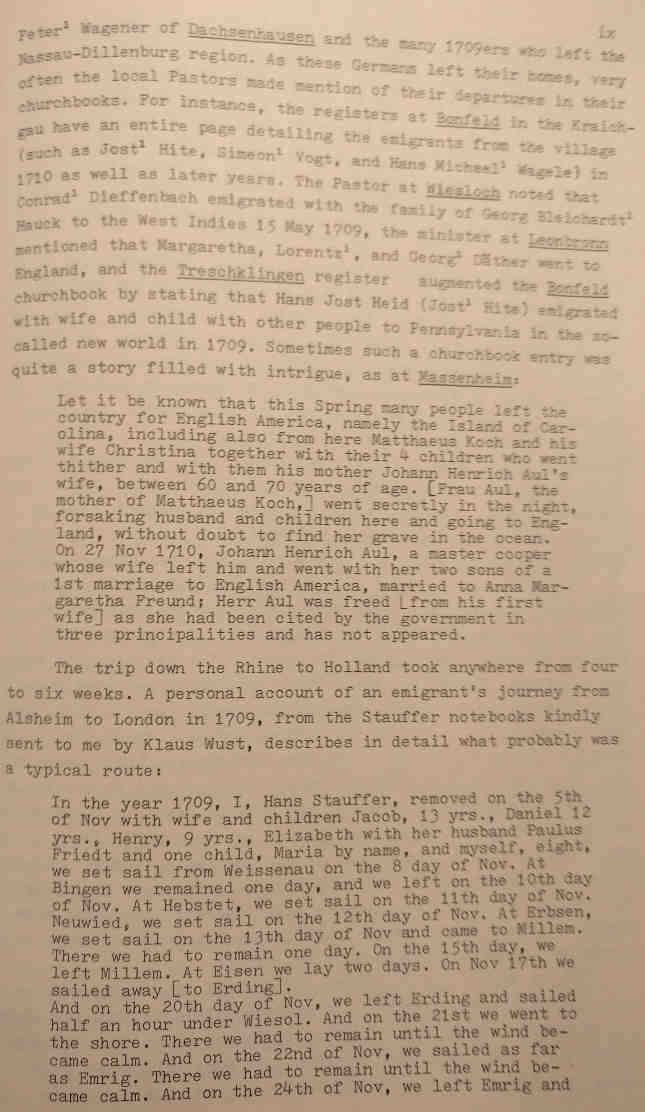 ix
Peter¹ Wagener of Dachsenhausen and the many 1709ers who left the
Nassau-Dillenburg region. As these Germans left their homes, very
often the local Pastors made mention of their departures in their
churchbooks. For instance, the registers at Bonfeld in the Kraich-
gau have an entire page detailing the emigrants from the village
(such as Jost¹ Hite, Simeon¹ Vogt, and Hans Micheel¹ Wagele) in
1710 as well as later years. The Pastor at Wiesloch noted that
Conrad¹ Dieffenbach emigrated with the family of Georg Bleichardt¹
Hauck to the West Indies 15 May 1709, the minister at Leonbronn
mentioned that Margaretha, Lorentz¹, and Georg¹ Däther went to
England, and the Treschklingen register augmented the Bonfeld
churchbook by stating that Hans Jost Heid (Jost¹ Hite) emigrated
with wife and child with other people to Pennsylvania in the so-
called new world in 1709. Sometimes such a churchbook entry was
quite a story filled with intrigue, as at Massenheim:
Let it be known that this Spring many people left the
country for English America, namely the Island of Car-
olina, including also from here Matthaeus Koch and his
wife Christina together with their 4 children who went
thither and with them his mother Johann Henrich Aul's
wife, between 60 and 70 years of age. [Frau Aul, the
mother of Matthaeus Koch,] went secretly in the night,
forsaking husband and children here and going to Eng-
land, without doubt to find her grave in the ocean.
On 27 Nov 1710, Johann Henrich Aul, a master cooper
whose wife left him and went with her two sons of a
1st marriage to English America, married to Anna Mar-
garetha Freund; Herr Aul was freed [from his first
wife] as she had been cited by the government in
three principalities and has not appeared.
The trip down the Rhine to Holland took anywhere from four
to six weeks. A personal account of an emigrant's journey from
Alsheim to London in 1709, from the Stauffer notebooks kindly
sent to me by Klaus Wust, describes in detail what probably was
a typical route:
In the year 1709, I, Hans Stauffer, removed on the 5th
of Nov with wife and children Jacob, 13 yrs., Daniel 12
yrs., Henry, 9 yrs., Elizabeth with her husband Paulus
Friedt and one child, Maria by name, and myself, eight,
we set sail from Weissenau on the 8 day of Nov. At
Bingen we remained one day, and we left on the 10th day
of Nov. At Hebstet, we set sail on the 11th day of Nov.
Neuwied, we set sail on the 12th day of Nov. At Erbsen,
we set sail on the 13th day of Nov and came to Millem.
There we had to remain one day. On the 15th day, we
left Millem. At Eisen we lay two days. On Nov 17th we
sailed away [to Erding].
And on the 20th day of Nov, we left Erding and sailed
half an hour under Wiesol. And on the 21st we went to
the shore. There we had to remain until the wind be-
came calm. And on the 22nd of Nov, we sailed as far
as Emrig. There we had to remain until the wind be-
came calm. And on the 24th of Nov, we left Emrig and